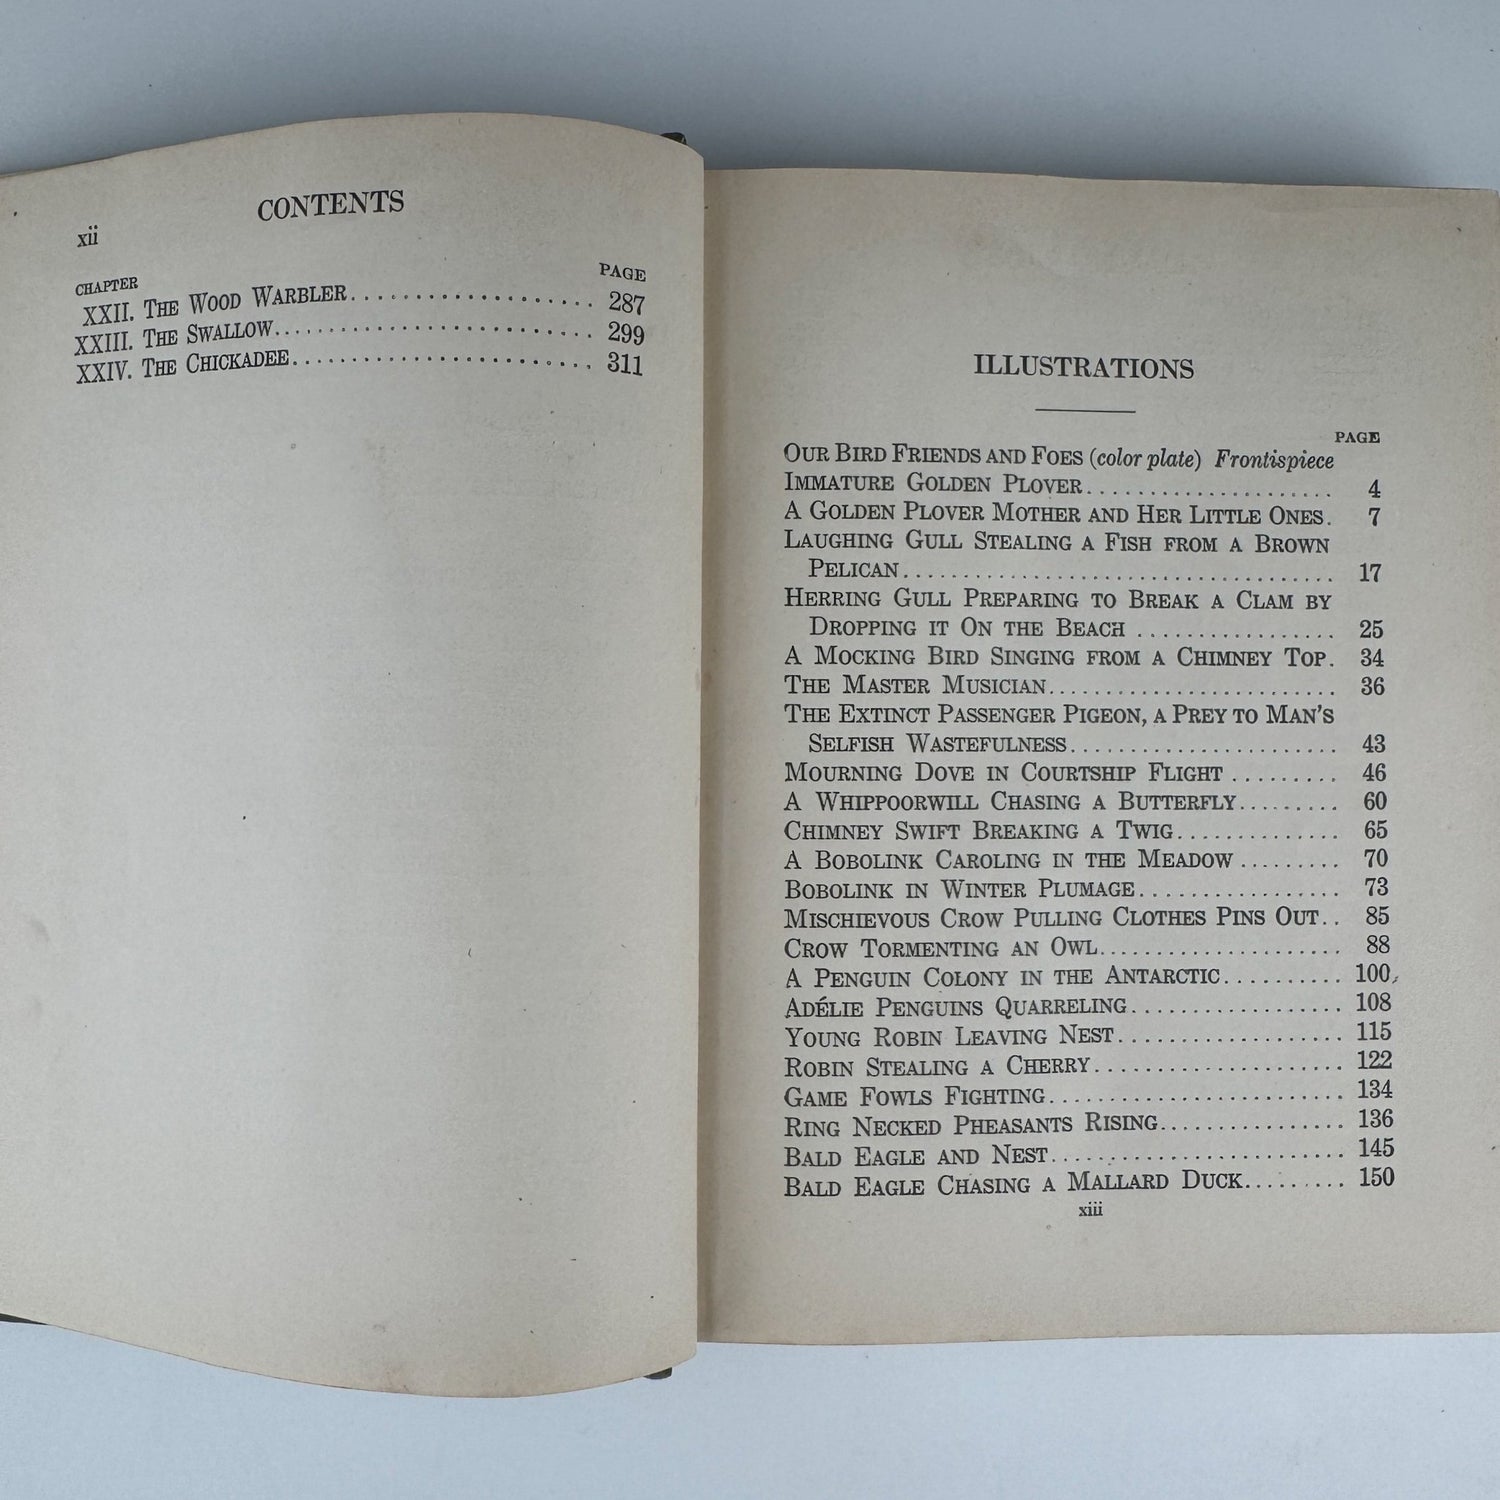 CONTENTS
xii
CHAPTER PAGE
XXII. THE WOOD WARBLER.................... 287
XXIII. THE SWALLOW........................... 299
XXIV. THE CHICKADEE......................... 311
ILLUSTRATIONS
PAGE
OUR BIRD FRIENDS AND FOES (color plate) Frontispiece
IMMATURE GOLDEN PLOVER..................... 4
A GOLDEN PLOVER MOTHER AND HER LITTLE ONES. 7
LAUGHING GULL STEALING A FISH FROM A BROWN
PELICAN.................................... 17
HERRING GULL PREPARING TO BREAK A CLAM BY
DROPPING IT ON THE BEACH ................. 25
A MOCKING BIRD SINGING FROM A CHIMNEY TOP. 34
THE MASTER MUSICIAN......................... 36
THE EXTINCT PASSENGER PIGEON, A PREY TO MAN'S
SELFISH WASTEFULNESS....................... 43
MOURNING DOVE IN COURTSHIP FLIGHT ......... 46
A WHIPPOORWILL CHASING A BUTTERFLY......... 60
CHIMNEY SWIFT BREAKING A TWIG.............. 65
A BOBOLINK CAROLING IN THE MEADOW ......... 70
BOBOLINK IN WINTER PLUMAGE................. 73
MISCHIEVOUS CROW PULLING CLOTHES PINS OUT.. 85
CROW TORMENTING AN OWL..................... 88
A PENGUIN COLONY IN THE ANTARCTIC.......... 100
ADÉLIE PENGUINS QUARRELING.................. 108
YOUNG ROBIN LEAVING NEST................... 115
ROBIN STEALING A CHERRY..................... 122
GAME FOWLS FIGHTING......................... 134
RING NECKED PHEASANTS RISING................ 136
BALD EAGLE AND NEST......................... 145
BALD EAGLE CHASING A MALLARD DUCK......... 150
xiii